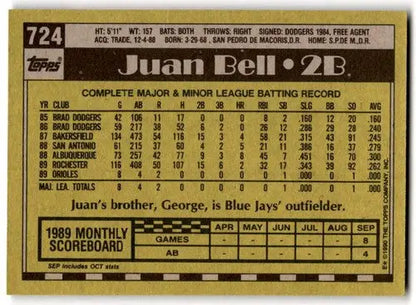 724
Topps
HT: 5'11" WT: 157 BATS: BOTH THROWS: RIGHT SIGNED: DODGERS 1984, FREE AGENT
ACQ: TRADE, 12-4-88 BORN: 3-29-68, SAN PEDRO DE MACORIS,D.R. HOME: S.P.DE M.,D.R.
Juan Bell • 2B
COMPLETE MAJOR & MINOR LEAGUE BATTING RECORD
YR CLUB G AB R H 2B 3B HR RBI SB SLG BB SO AVG
85 BRAD DODGERS 42 106 11 17 0 0 0 8 2 .160 12 20 .160
86 BRAD DODGERS 59 217 38 52 6 2 0 26 12 .286 29 28 .240
87 BAKERSFIELD 134 473 54 116 15 3 4 58 21 .315 43 91 .245
88 SAN ANTONIO 61 215 37 60 4 2 5 21 11 .386 16 37 .279
88 ALBUQUERQUE 73 257 42 77 9 3 8 45 7 .451 16 70 .300
89 ROCHESTER 116 408 50 107 15 6 2 32 17 .343 39 92 .262
89 ORIOLES 8 4 2 0 0 0 0 0 1 .000 0 1 .000
MAJ. LEA. TOTALS 8 4 2 0 0 0 0 0 1 .000 0 1 .000
Juan's brother, George, is Blue Jays' outfielder.
1989 MONTHLY SCOREBOARD
APR MAY JUN JUL AUG SEP
GAMES 8
AB 4
SEP includes OCT stats
© 1990 THE TOPPS COMPANY, INC.